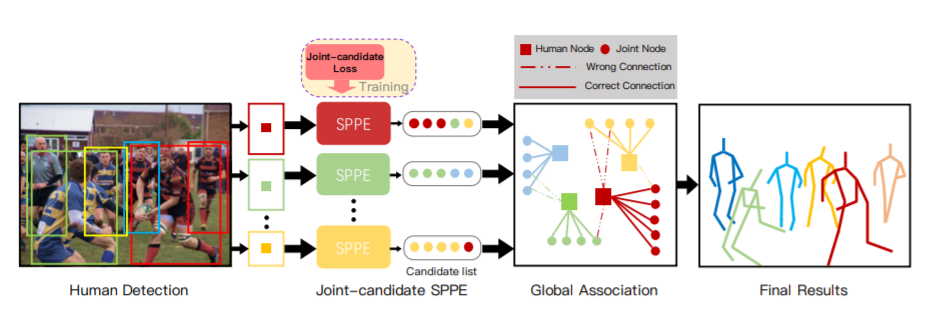 Joint-candidate
Loss
Training
Human Node
Joint Node
Wrong Connection
Correct Connection
SPPE
SPPE
SPPE
Candidate list
Human Detection
Joint-candidate SPPE
Global Association
Final Results